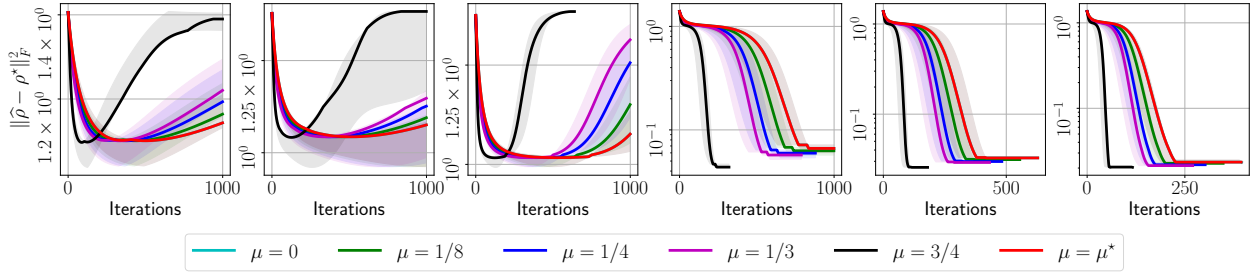 ‖ρ̂ − ρ⋆‖²_F
1.4 × 10⁰
1.2 × 10⁰
10⁰
0 1000
Iterations
1.25 × 10⁰
10⁰
0 1000
Iterations
1.25 × 10⁰
10⁰
0 1000
Iterations
10⁰
10⁻¹
0 1000
Iterations
10⁰
10⁻¹
0 500
Iterations
10⁰
10⁻¹
0 250
Iterations
μ = 0 μ = 1/8 μ = 1/4 μ = 1/3 μ = 3/4 μ = μ⋆